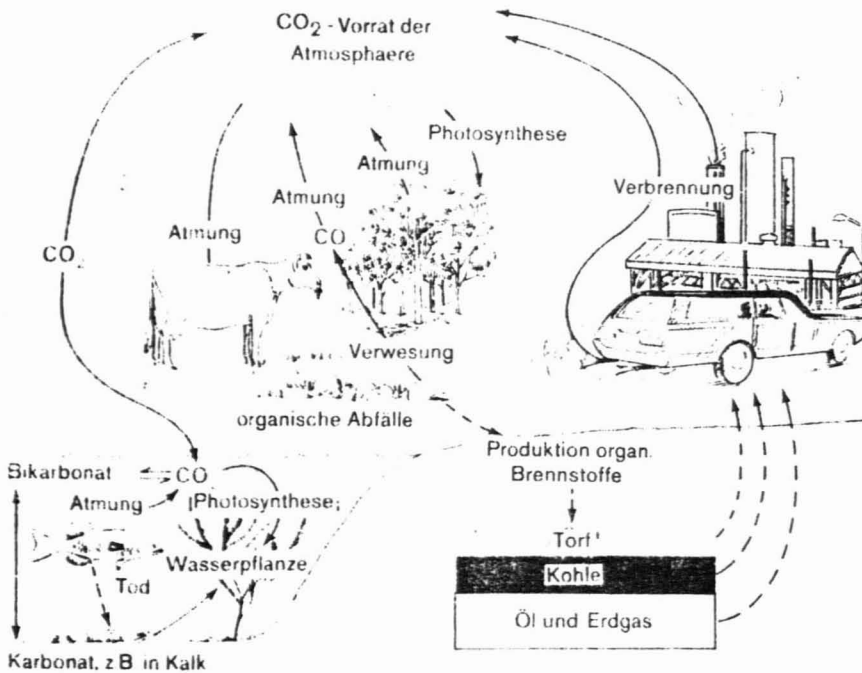 CO₂ - Vorrat der
Atmosphaere
Photosynthese
Atmung
Atmung
Verbrennung
Atmung
CO
CO
Verwesung
organische Abfälle
Produktion organ.
Brennstoffe
Bikarbonat
CO
Atmung
Photosynthese
Torf
Wasserpflanze
Kohle
Tod
Öl und Erdgas
Karbonat, z B in Kalk